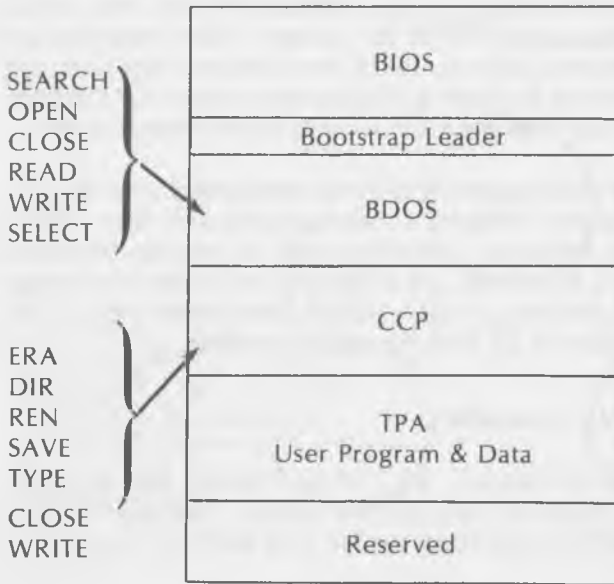 SEARCH
OPEN
CLOSE
READ
WRITE
SELECT
ERA
DIR
REN
SAVE
TYPE
CLOSE
WRITE
BIOS
Bootstrap Leader
BDOS
CCP
TPA
User Program & Data
Reserved